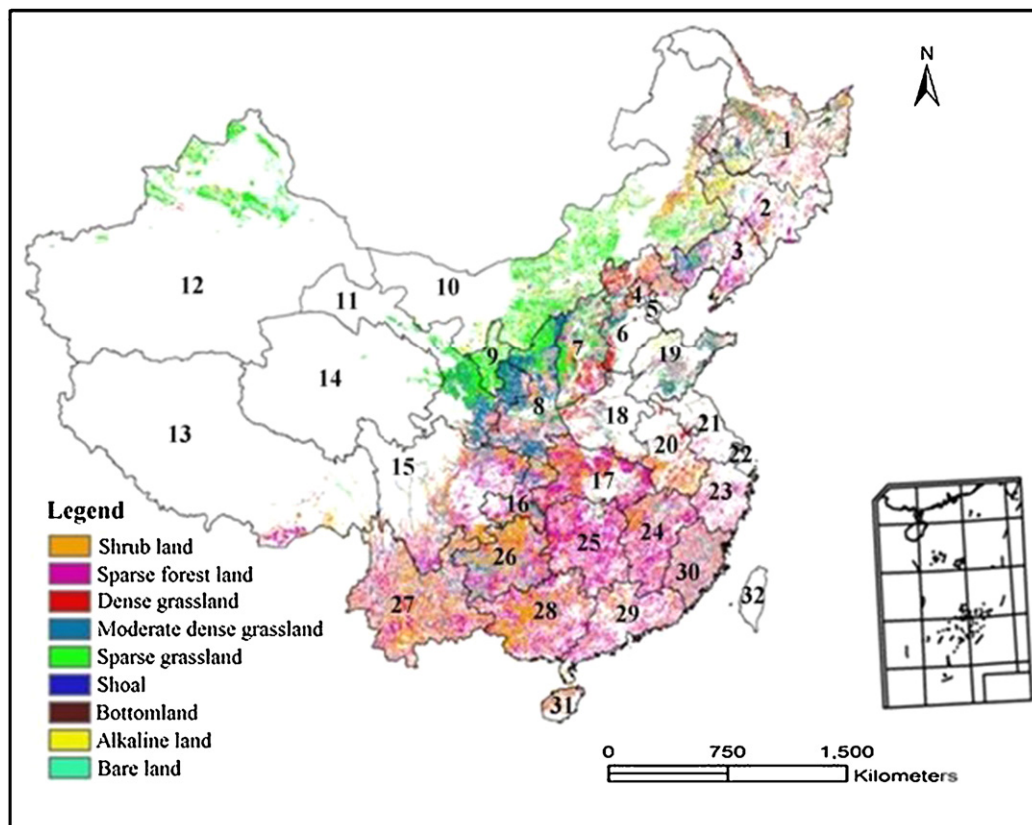 N
1
2
3
4
5
6
7
8
9
10
11
12
13
14
15
16
17
18
19
20
21
22
23
24
25
26
27
28
29
30
31
32
Legend
Shrub land
Sparse forest land
Dense grassland
Moderate dense grassland
Sparse grassland
Shoal
Bottomland
Alkaline land
Bare land
0 750 1,500
Kilometers